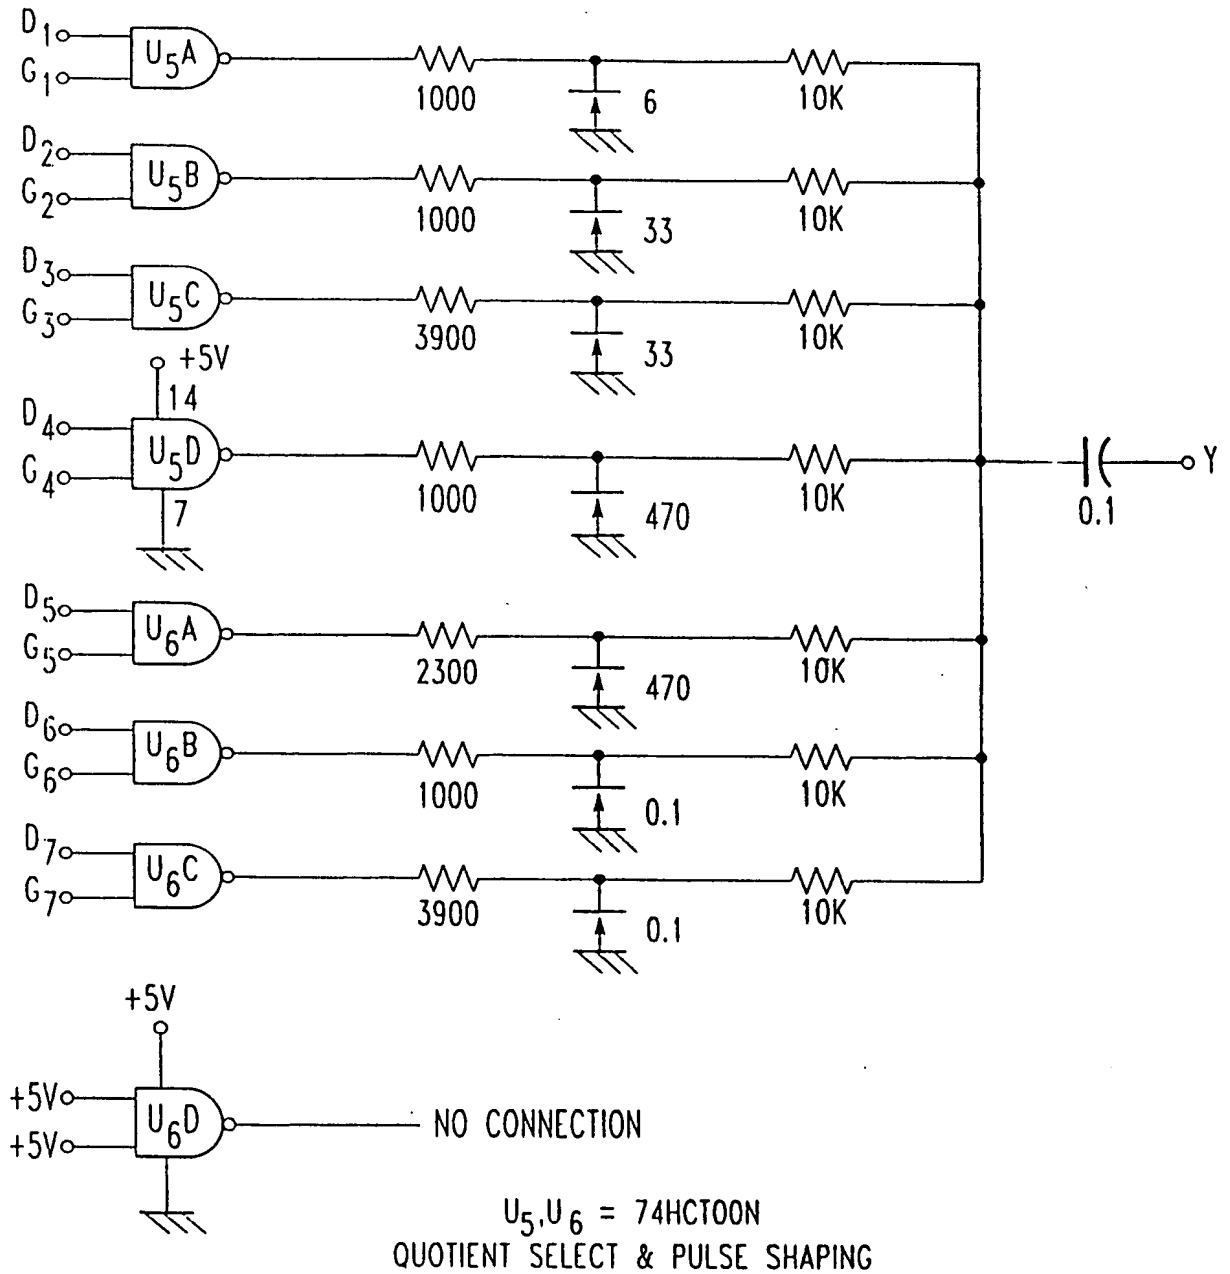 D1
G1
U5A
1000
6
10K
D2
G2
U5B
1000
33
10K
D3
G3
U5C
3900
33
10K
+5V
14
D4
G4
U5D
7
1000
470
10K
0.1
Y
D5
G5
U6A
2300
470
10K
D6
G6
U6B
1000
0.1
10K
D7
G7
U6C
3900
0.1
10K
+5V
+5V
+5V
U6D
NO CONNECTION
U5,U6 = 74HCTOON
QUOTIENT SELECT & PULSE SHAPING